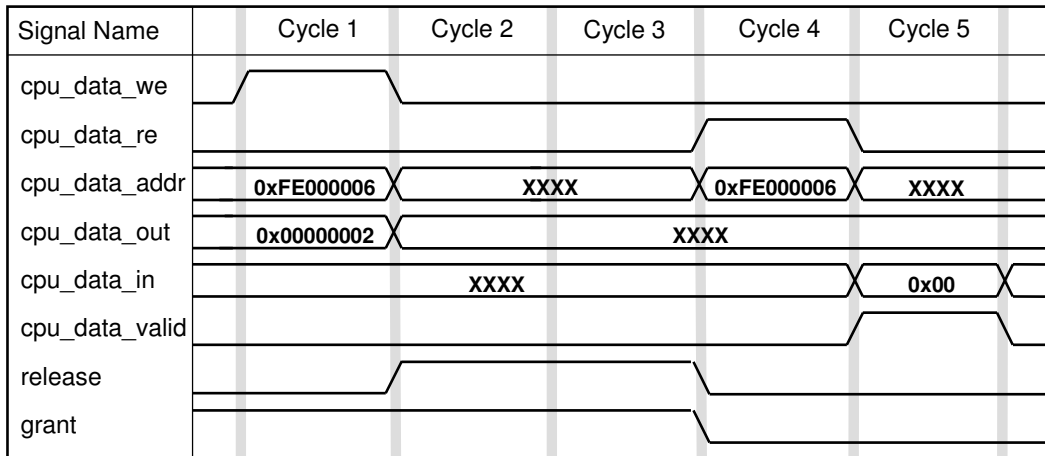 Signal Name Cycle 1 Cycle 2 Cycle 3 Cycle 4 Cycle 5
cpu_data_we
cpu_data_re
cpu_data_addr 0xFE000006 XXXX 0xFE000006 XXXX
cpu_data_out 0x00000002 XXXX
cpu_data_in XXXX 0x00
cpu_data_valid
release
grant